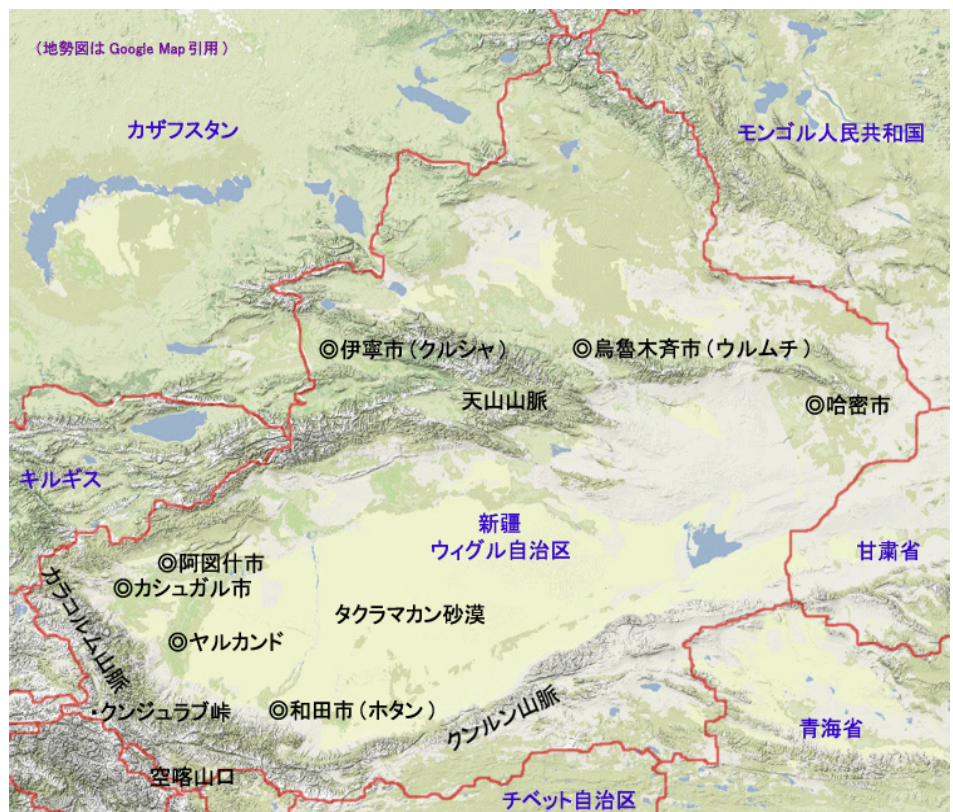 （地勢図は Google Map 引用）
カザフスタン
モンゴル人民共和国
◎伊寧市（クルシャ）
◎烏魯木斉市（ウルムチ）
天山山脈
◎哈密市
キルギス
新疆
ウィグル自治区
甘粛省
◎阿図什市
◎カシュガル市
カラコルム山脈
タクラマカン砂漠
◎ヤルカンド
・クンジュラブ峠
◎和田市（ホタン）
クンルン山脈
青海省
空喀山口
チベット自治区